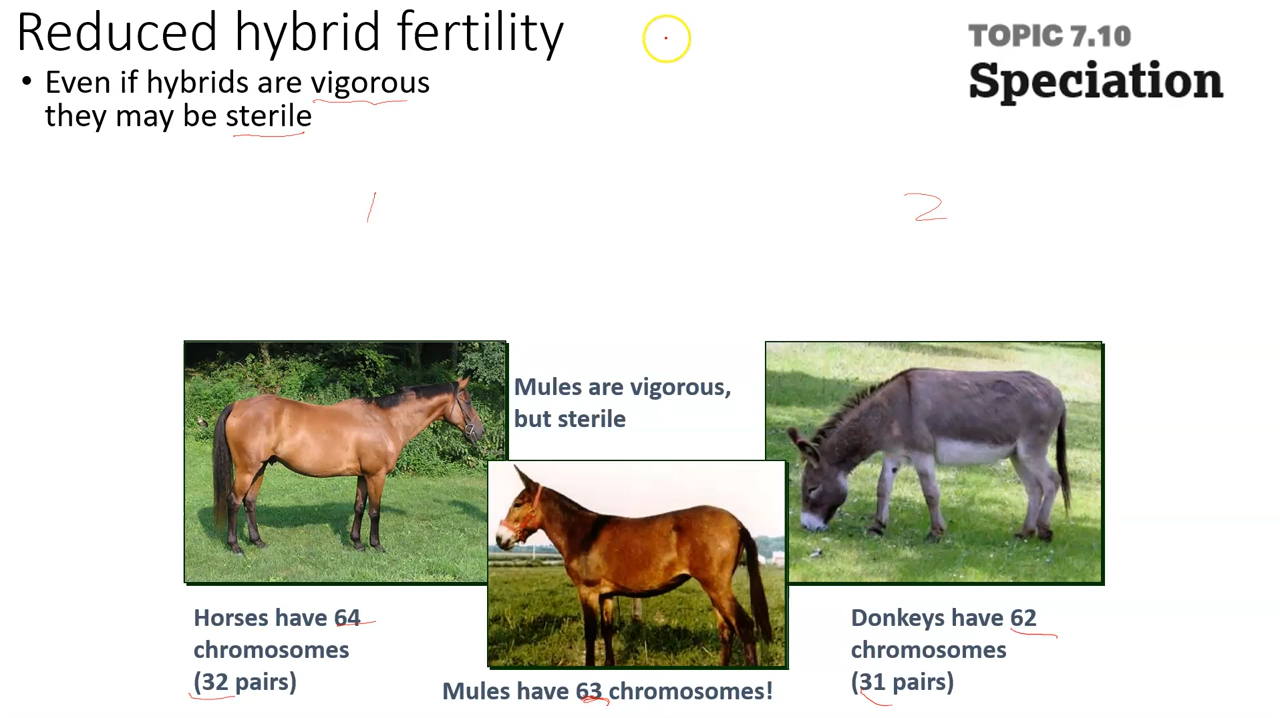 Reduced hybrid fertility
TOPIC 7.10
Speciation
• Even if hybrids are vigorous
they may be sterile
1
2
Mules are vigorous,
but sterile
Horses have 64
chromosomes
(32 pairs)
Mules have 63 chromosomes!
Donkeys have 62
chromosomes
(31 pairs)